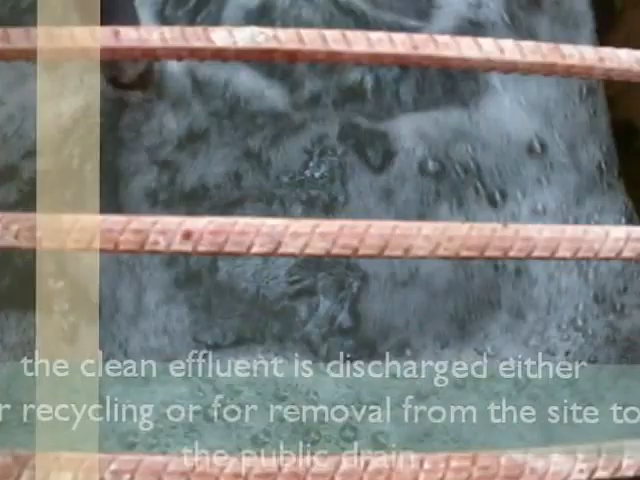 the clean effluent is discharged either
r recycling or for removal from the site to
the public drain